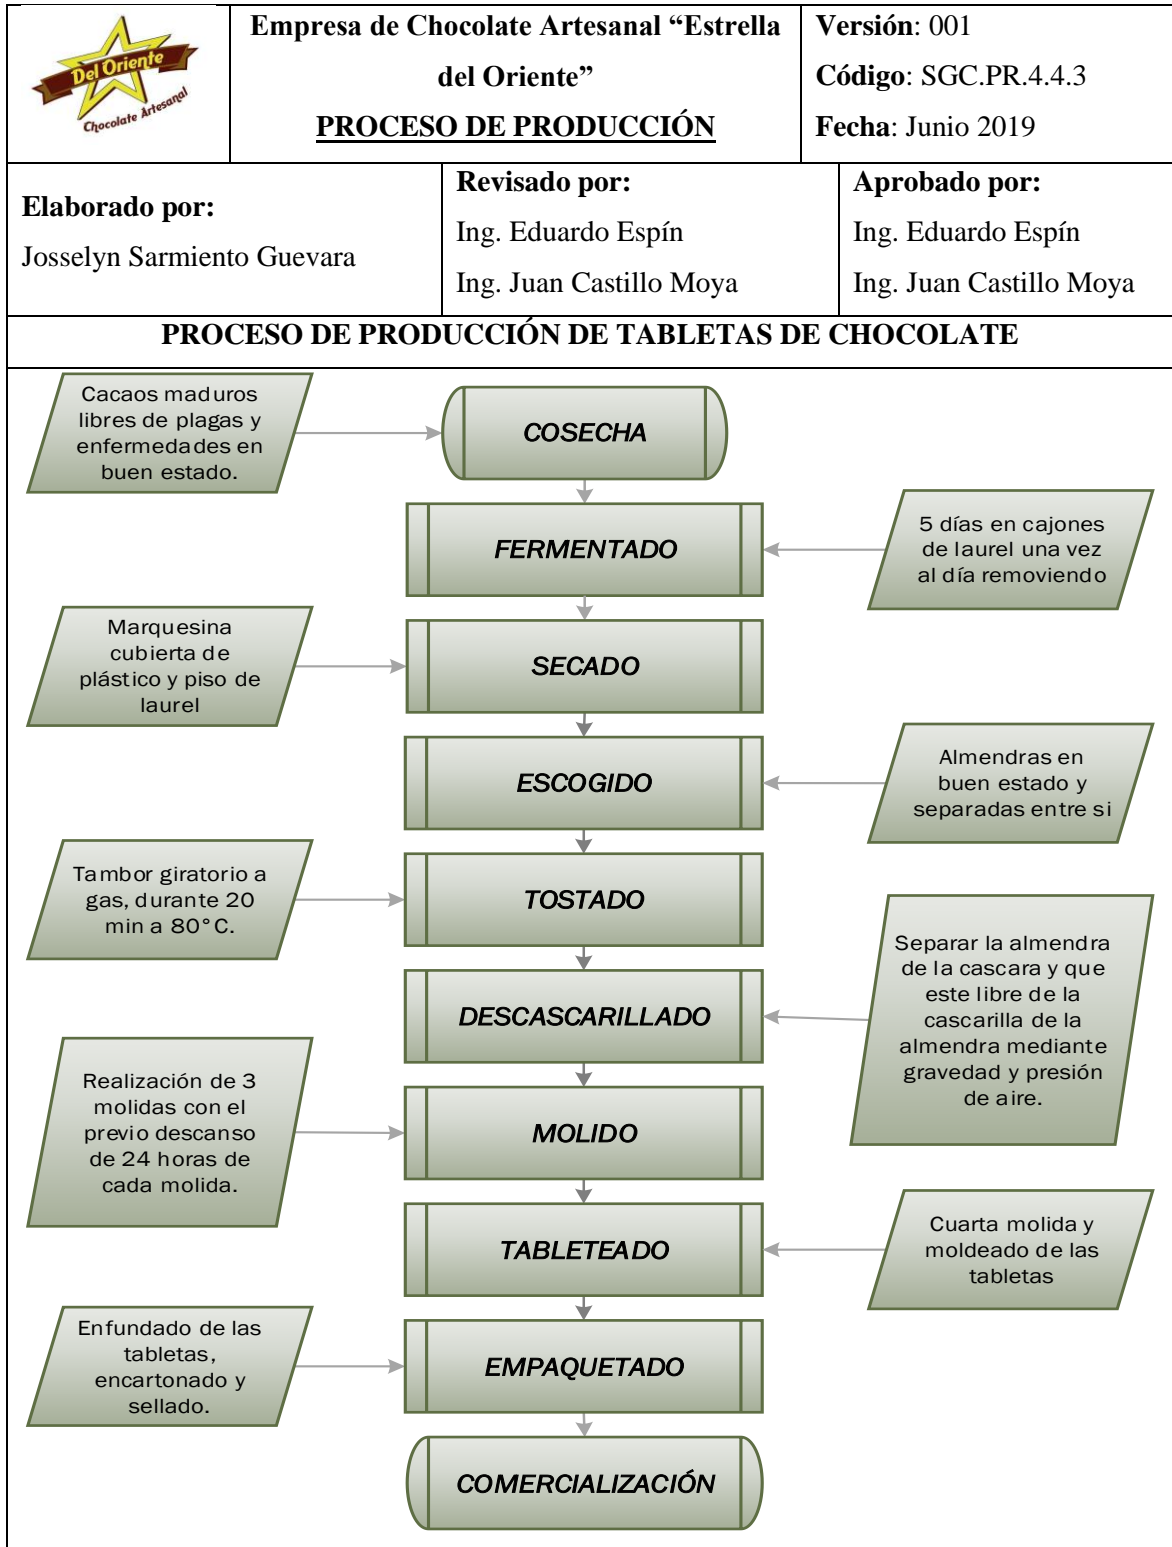 Del Oriente
Chocolate Artesanal
Empresa de Chocolate Artesanal “Estrella
del Oriente”
PROCESO DE PRODUCCIÓN
Versión: 001
Código: SGC.PR.4.4.3
Fecha: Junio 2019
Elaborado por:
Josselyn Sarmiento Guevara
Revisado por:
Ing. Eduardo Espín
Ing. Juan Castillo Moya
Aprobado por:
Ing. Eduardo Espín
Ing. Juan Castillo Moya
PROCESO DE PRODUCCIÓN DE TABLETAS DE CHOCOLATE
Cacaos maduros
libres de plagas y
enfermedades en
buen estado.
COSECHA
FERMENTADO
5 días en cajones
de laurel una vez
al día removiendo
Marquesina
cubierta de
plástico y piso de
laurel
SECADO
ESCOGIDO
Almendras en
buen estado y
separadas entre si
Tambor giratorio a
gas, durante 20
min a 80°C.
TOSTADO
DESCASCARILLADO
Separar la almendra
de la cascara y que
este libre de la
cascarilla de la
almendra mediante
gravedad y presión
de aire.
Realización de 3
molidas con el
previo descanso
de 24 horas de
cada molida.
MOLIDO
TABLETEADO
Cuarta molida y
moldeado de las
tabletas
Enfundado de las
tabletas,
encartonado y
sellado.
EMPAQUETADO
COMERCIALIZACIÓN